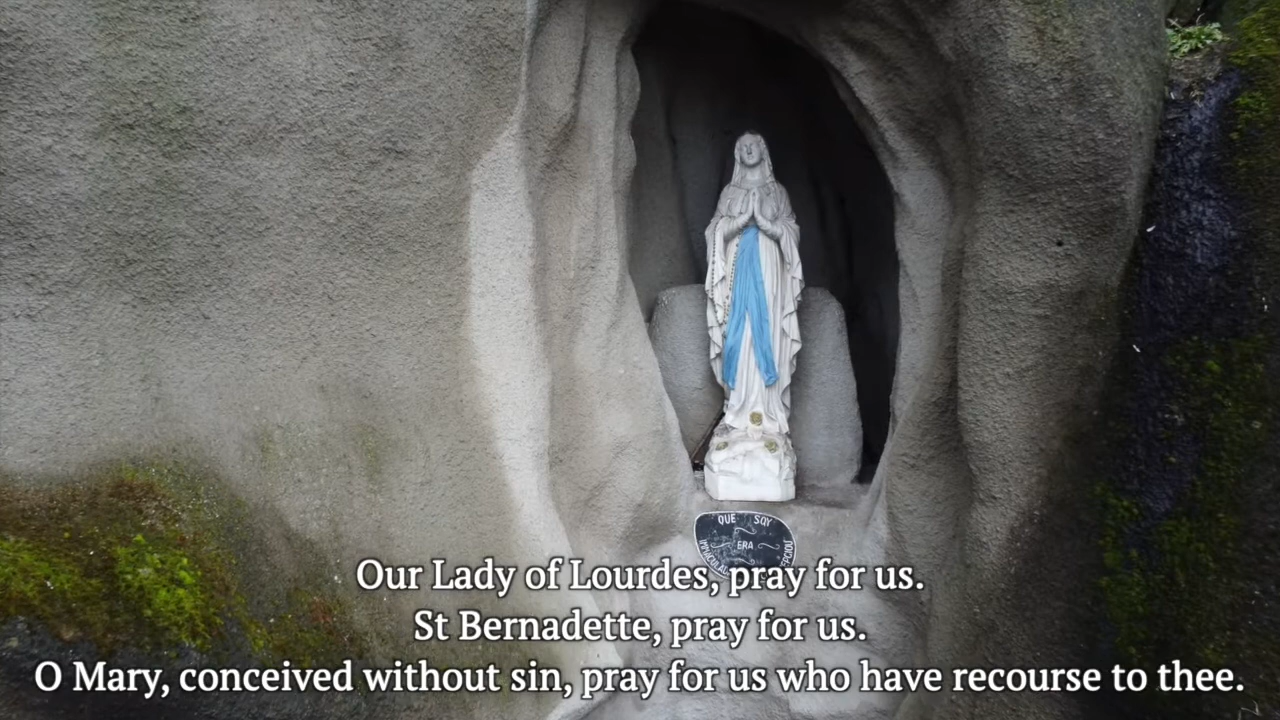 QUE SOY
ERA
Our Lady of Lourdes, pray for us.
St Bernadette, pray for us.
O Mary, conceived without sin, pray for us who have recourse to thee.